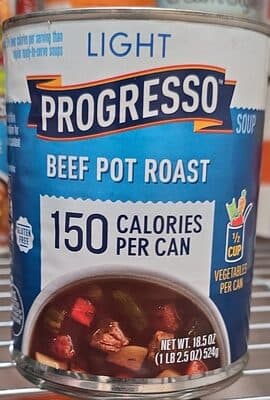 LIGHT
PROGRESSO™
SOUP
BEEF POT ROAST
150 CALORIES
PER CAN
GLUTEN
FREE
1/2
CUP
VEGETABLES
PER CAN
NET WT. 18.5 OZ
(1 LB 2.5 OZ) 524g